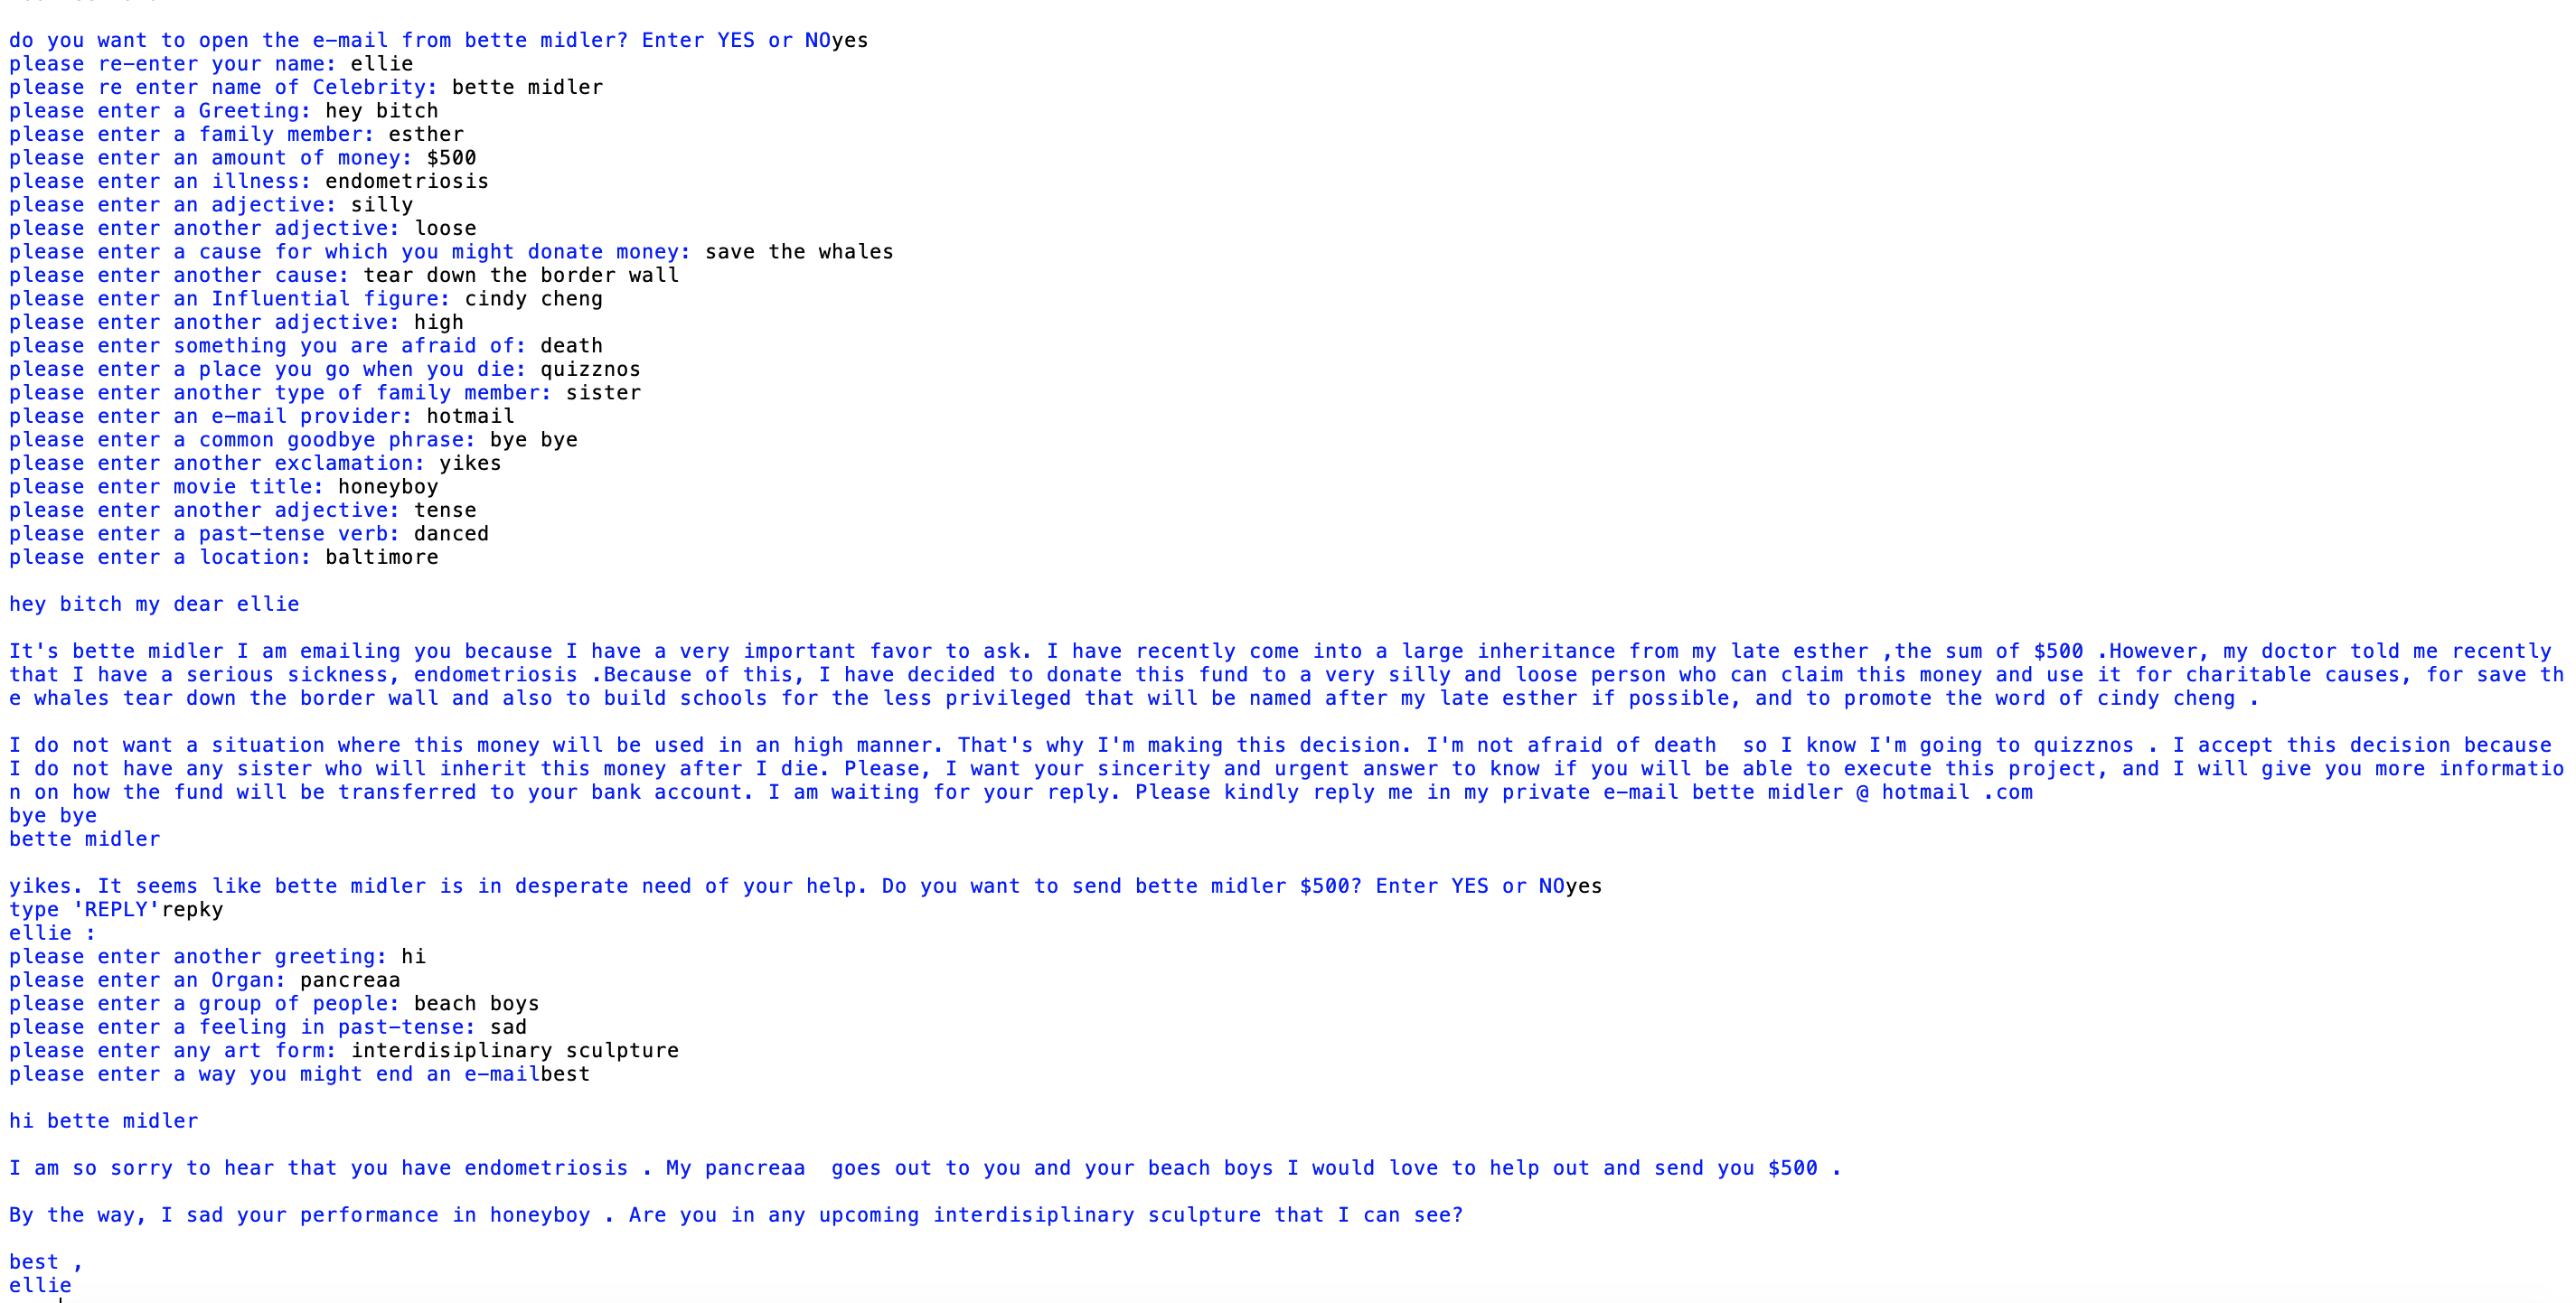 do you want to open the e-mail from bette midler? Enter YES or NOyes
please re-enter your name: ellie
please re enter name of Celebrity: bette midler
please enter a Greeting: hey bitch
please enter a family member: esther
please enter an amount of money: $500
please enter an illness: endometriosis
please enter an adjective: silly
please enter another adjective: loose
please enter a cause for which you might donate money: save the whales
please enter another cause: tear down the border wall
please enter an Influential figure: cindy cheng
please enter another adjective: high
please enter something you are afraid of: death
please enter a place you go when you die: quizznos
please enter another type of family member: sister
please enter an e-mail provider: hotmail
please enter a common goodbye phrase: bye bye
please enter another exclamation: yikes
please enter movie title: honeyboy
please enter another adjective: tense
please enter a past-tense verb: danced
please enter a location: baltimore
hey bitch my dear ellie
It's bette midler I am emailing you because I have a very important favor to ask. I have recently come into a large inheritance from my late esther ,the sum of $500 .However, my doctor told me recently
that I have a serious sickness, endometriosis .Because of this, I have decided to donate this fund to a very silly and loose person who can claim this money and use it for charitable causes, for save th
e whales tear down the border wall and also to build schools for the less privileged that will be named after my late esther if possible, and to promote the word of cindy cheng .
I do not want a situation where this money will be used in an high manner. That's why I'm making this decision. I'm not afraid of death  so I know I'm going to quizznos . I accept this decision because
I do not have any sister who will inherit this money after I die. Please, I want your sincerity and urgent answer to know if you will be able to execute this project, and I will give you more informatio
n on how the fund will be transferred to your bank account. I am waiting for your reply. Please kindly reply me in my private e-mail bette midler @ hotmail .com
bye bye
bette midler
yikes. It seems like bette midler is in desperate need of your help. Do you want to send bette midler $500? Enter YES or NOyes
type 'REPLY'repky
ellie :
please enter another greeting: hi
please enter an Organ: pancreaa
please enter a group of people: beach boys
please enter a feeling in past-tense: sad
please enter any art form: interdisiplinary sculpture
please enter a way you might end an e-mailbest
hi bette midler
I am so sorry to hear that you have endometriosis . My pancreaa  goes out to you and your beach boys I would love to help out and send you $500 .
By the way, I sad your performance in honeyboy . Are you in any upcoming interdisiplinary sculpture that I can see?
best ,
ellie